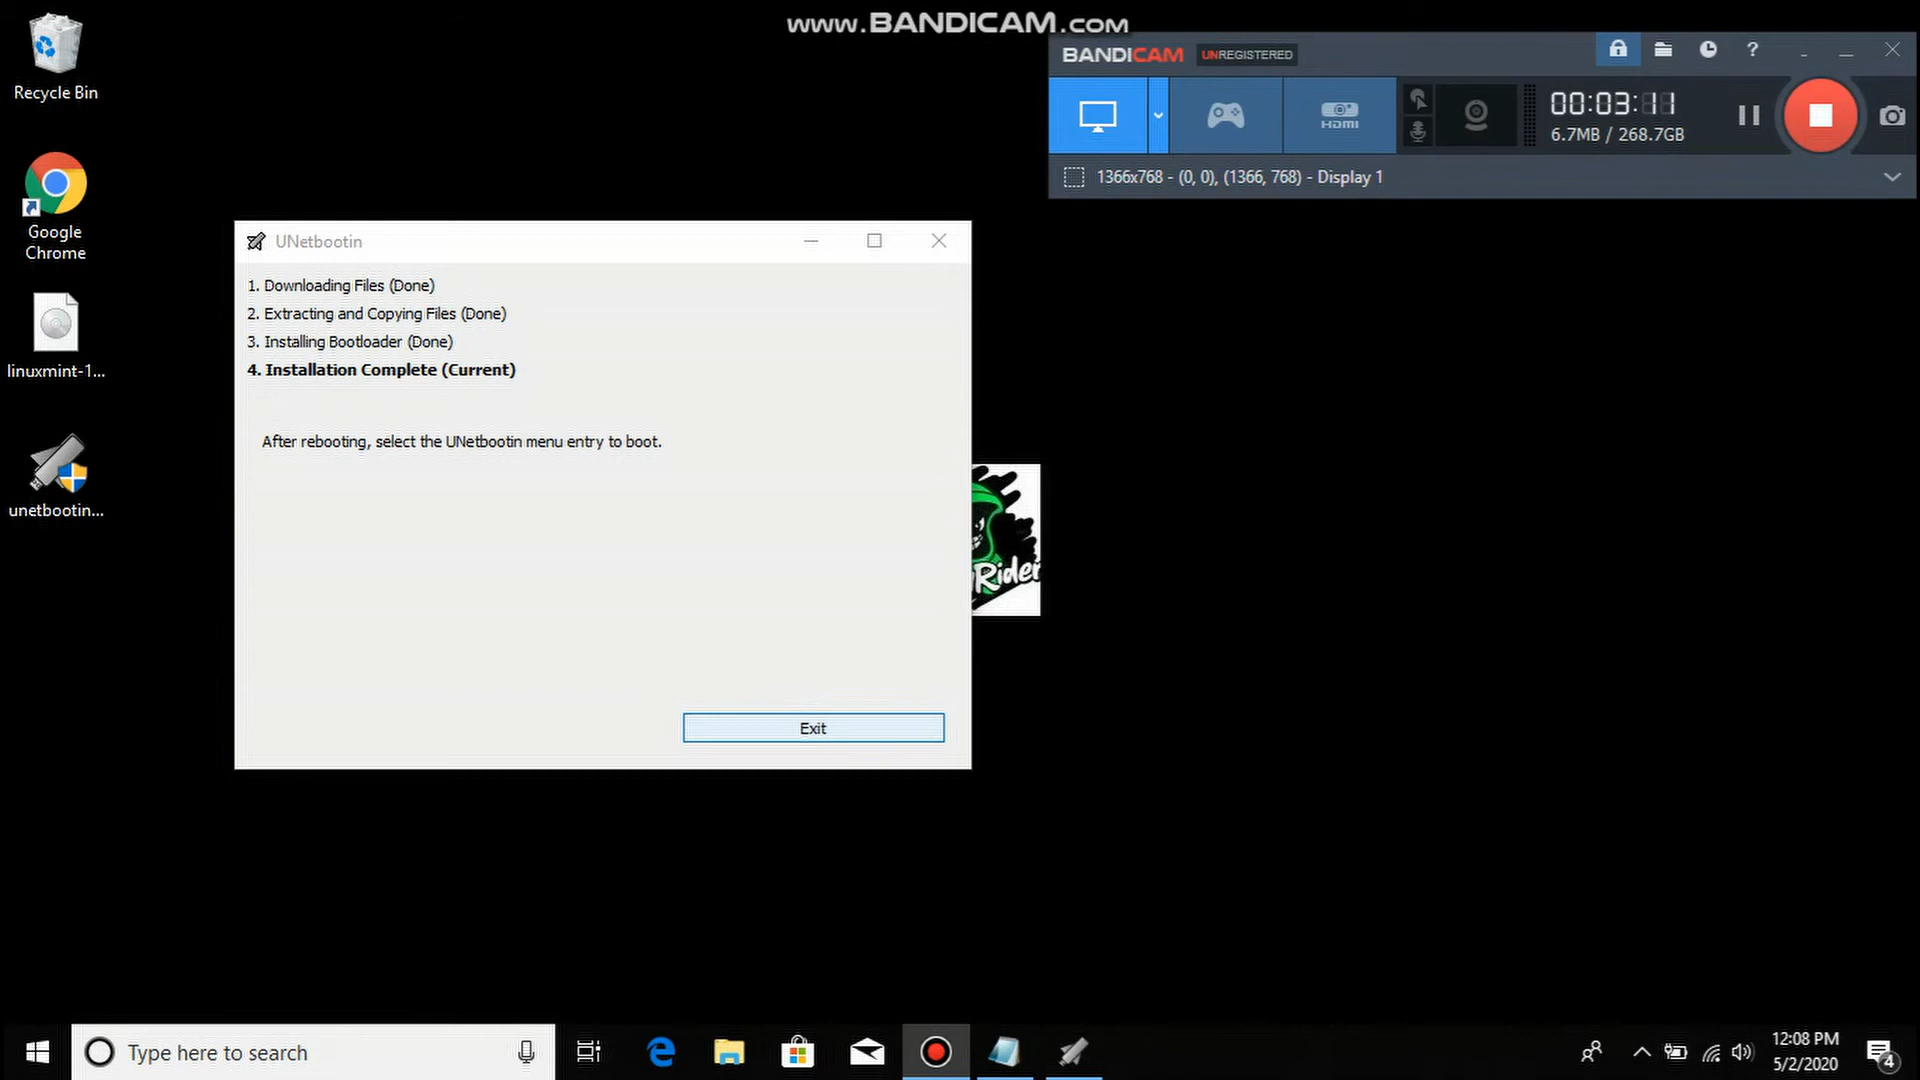 www.BANDICAM.com
Recycle Bin
BANDICAM UNREGISTERED
?
HDMI
00:03:11
6.7MB / 268.7GB
1366x768 - (0, 0), (1366, 768) - Display 1
Google
Chrome
linuxmint-1...
unetbootin...
UNetbootin
1. Downloading Files (Done)
2. Extracting and Copying Files (Done)
3. Installing Bootloader (Done)
4. Installation Complete (Current)
After rebooting, select the UNetbootin menu entry to boot.
Rider
Exit
Type here to search
12:08 PM
5/2/2020
4